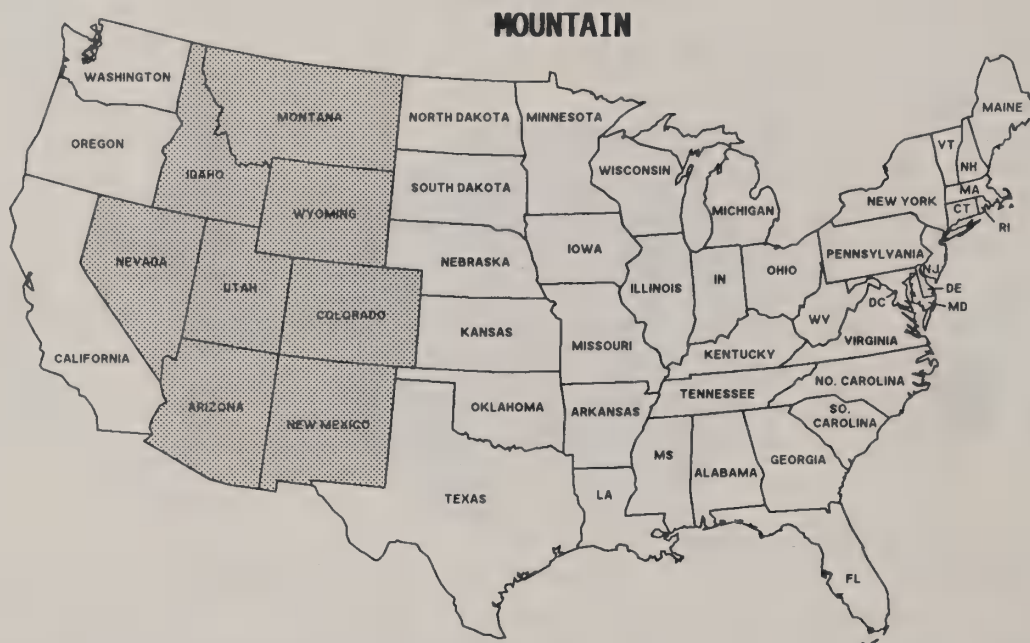 MOUNTAIN
WASHINGTON
MONTANA
NORTH DAKOTA
MINNESOTA
MAINE
OREGON
IDAHO
VT
NH
WISCONSIN
SOUTH DAKOTA
MICHIGAN
MA
NEW YORK
CT
RI
WYOMING
IOWA
PENNSYLVANIA
NEVADA
NEBRASKA
OHIO
NJ
UTAH
ILLINOIS
IN
DE
DC
MD
COLORADO
WV
KANSAS
VIRGINIA
MISSOURI
KENTUCKY
CALIFORNIA
NO. CAROLINA
TENNESSEE
ARIZONA
OKLAHOMA
ARKANSAS
SO.
CAROLINA
NEW MEXICO
MS
GEORGIA
ALABAMA
TEXAS
LA
FL